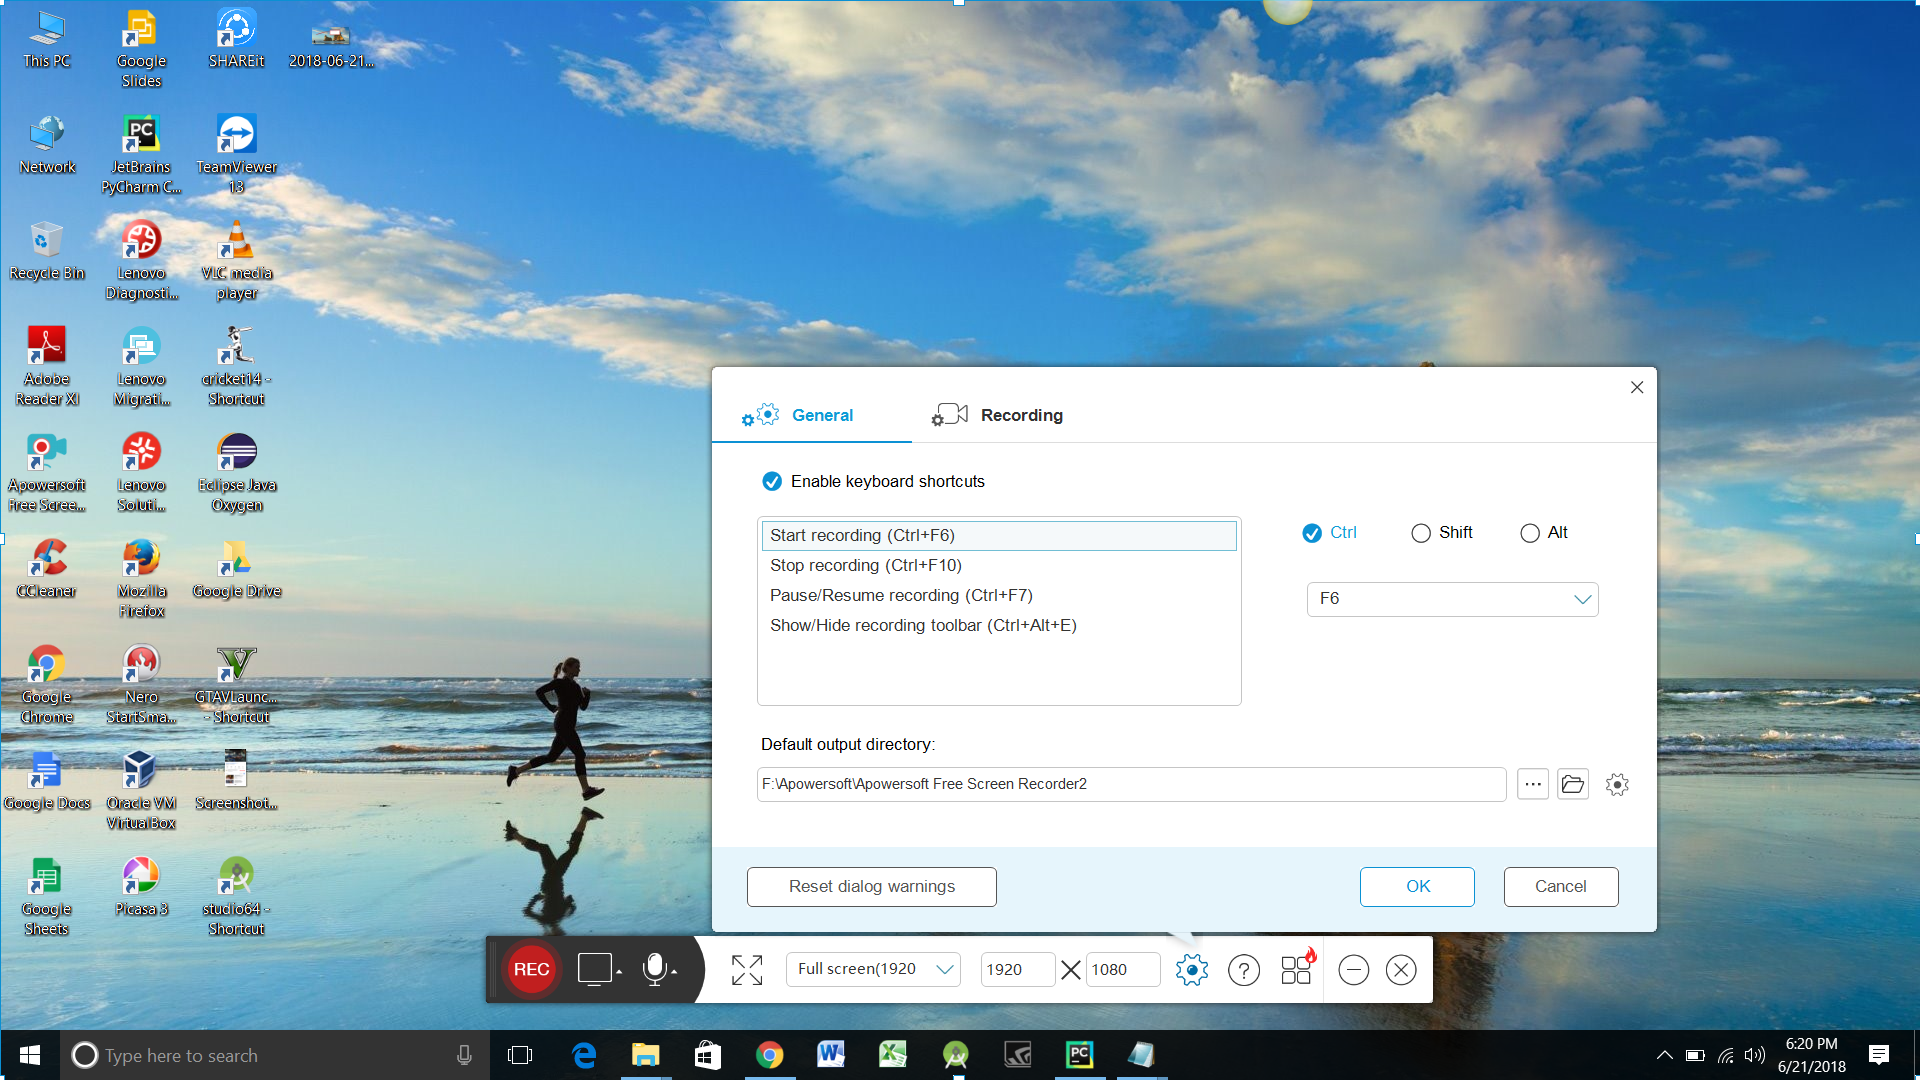 This PC
Google
Slides
SHAREit
2018-06-21...
Network
JetBrains
PyCharm C...
TeamViewer
13
Recycle Bin
Lenovo
Diagnosti...
VLC media
player
Adobe
Reader XI
Lenovo
Migrati...
cricket14 -
Shortcut
Apowersoft
Free Scree...
Lenovo
Soluti...
Eclipse Java
Oxygen
CCleaner
Mozilla
Firefox
Google Drive
Google
Chrome
Nero
StartSma...
GTAVLaunc...
- Shortcut
Google Docs
Oracle VM
VirtualBox
Screenshot...
Google
Sheets
Picasa 3
studio64 -
Shortcut
General
Recording
Enable keyboard shortcuts
Start recording (Ctrl+F6)
Stop recording (Ctrl+F10)
Pause/Resume recording (Ctrl+F7)
Show/Hide recording toolbar (Ctrl+Alt+E)
Ctrl
Shift
Alt
F6
Default output directory:
F:\Apowersoft\Apowersoft Free Screen Recorder2
...
Reset dialog warnings
OK
Cancel
REC
Full screen(1920
1920
1080
Type here to search
6:20 PM
6/21/2018